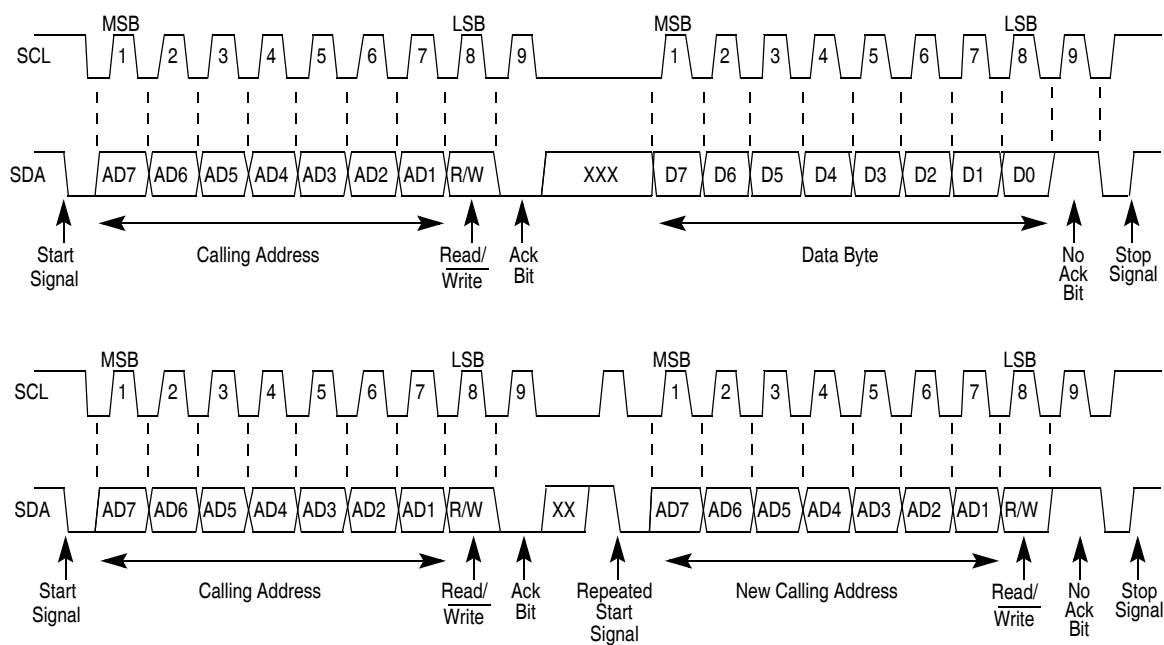 MSB LSB MSB LSB
SCL 1 2 3 4 5 6 7 8 9 1 2 3 4 5 6 7 8 9
SDA AD7 AD6 AD5 AD4 AD3 AD2 AD1 R/W XXX D7 D6 D5 D4 D3 D2 D1 D0
Start
Signal
Calling Address
Read/
Write
Ack
Bit
Data Byte
No
Ack
Bit
Stop
Signal
MSB LSB MSB LSB
SCL 1 2 3 4 5 6 7 8 9 1 2 3 4 5 6 7 8 9
SDA AD7 AD6 AD5 AD4 AD3 AD2 AD1 R/W XX AD7 AD6 AD5 AD4 AD3 AD2 AD1 R/W
Start
Signal
Calling Address
Read/
Write
Ack
Bit
Repeated
Start
Signal
New Calling Address
Read/
Write
No
Ack
Bit
Stop
Signal